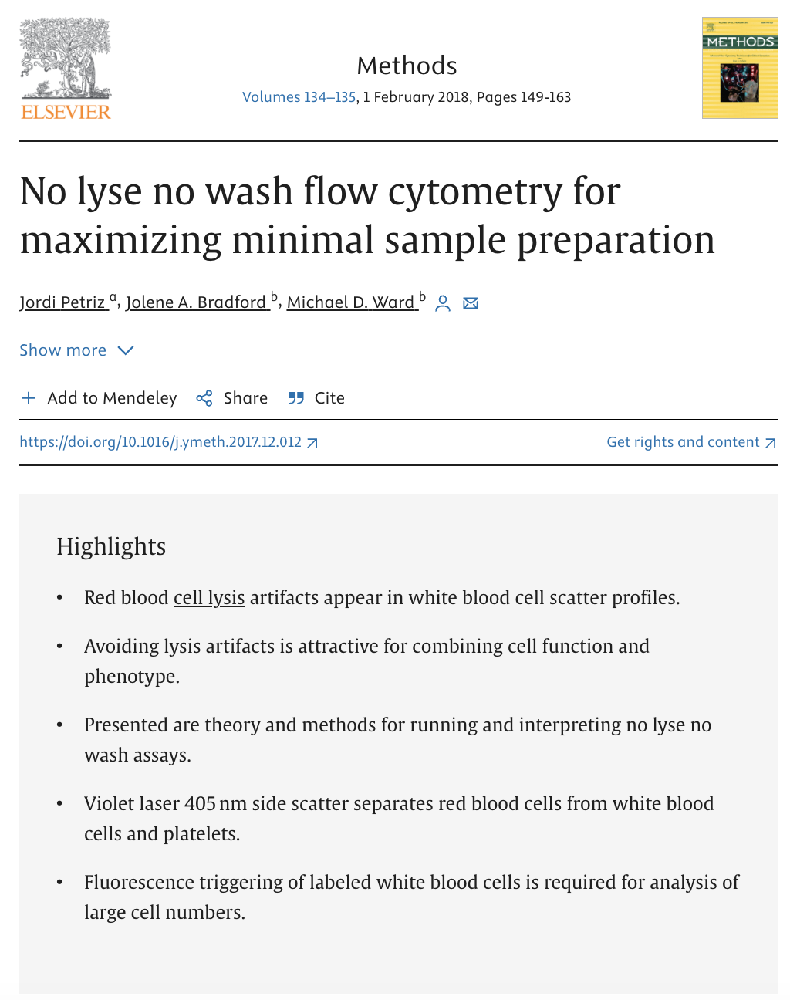 ELSEVIER
Methods
Volumes 134–135, 1 February 2018, Pages 149-163
METHODS
No lyse no wash flow cytometry for
maximizing minimal sample preparation
Jordi Petriz a, Jolene A. Bradford b, Michael D. Ward b
Show more
Add to Mendeley Share Cite
https://doi.org/10.1016/j.ymeth.2017.12.012 Get rights and content
Highlights
• Red blood cell lysis artifacts appear in white blood cell scatter profiles.
• Avoiding lysis artifacts is attractive for combining cell function and
phenotype.
• Presented are theory and methods for running and interpreting no lyse no
wash assays.
• Violet laser 405 nm side scatter separates red blood cells from white blood
cells and platelets.
• Fluorescence triggering of labeled white blood cells is required for analysis of
large cell numbers.